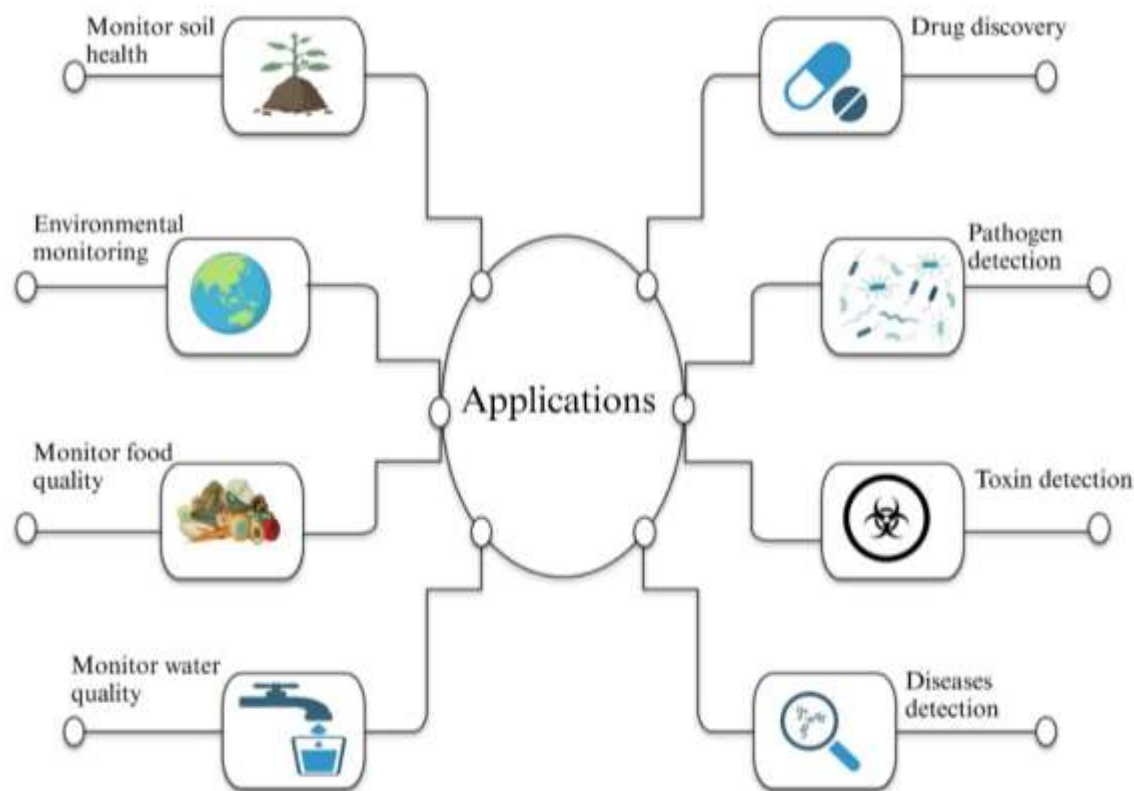 Monitor soil
health
Drug discovery
Environmental
monitoring
Pathogen
detection
Applications
Monitor food
quality
Toxin detection
Monitor water
quality
Diseases
detection